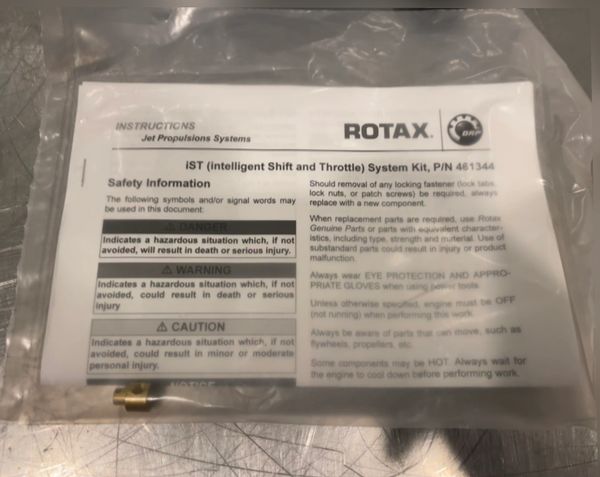 INSTRUCTIONS
Jet Propulsions Systems
ROTAX.
BRP
iST (intelligent Shift and Throttle) System Kit, P/N 461344
Safety Information
The following symbols and/or signal words may
be used in this document:
⚠ DANGER
Indicates a hazardous situation which, if not
avoided, will result in death or serious injury.
⚠ WARNING
Indicates a hazardous situation, if not
avoided, could result in death or serious
injury
⚠ CAUTION
Indicates a hazardous situation which, if not
avoided, could result in minor or moderate
personal injury.
NOTICE
Should removal of any locking fastener (lock tabs,
lock nuts, or patch screws) be required, always
replace with a new component.
When replacement parts are required, use Rotax
Genuine Parts or parts with equivalent character-
istics, including type, strength and material. Use of
substandard parts could result in injury or product
malfunction.
Always wear EYE PROTECTION AND APPRO-
PRIATE GLOVES when using power tools.
Unless otherwise specified, engine must be OFF
(not running) when performing this work.
Always be aware of parts that can move, such as
flywheels, propellers, etc.
Some components may be HOT. Always wait for
the engine to cool down before performing work.